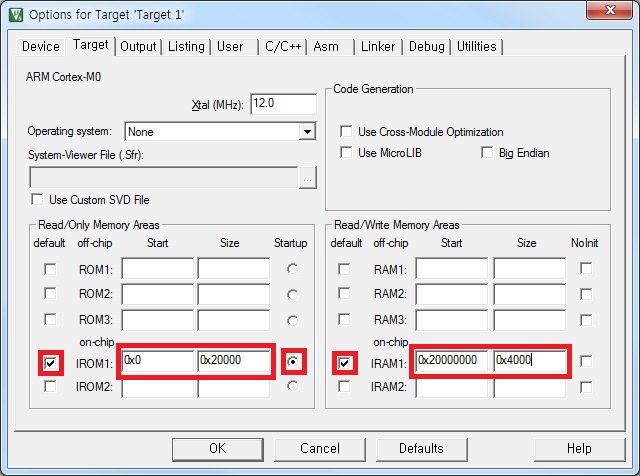 Options for Target 'Target 1'
Device Target Output Listing User C/C++ Asm Linker Debug Utilities
ARM Cortex-M0
Xtal (MHz): 12.0
Operating system: None
System-Viewer File (.Sfr):
...
Use Custom SVD File
Code Generation
Use Cross-Module Optimization
Use MicroLIB Big Endian
Read/Only Memory Areas
default off-chip Start Size Startup
ROM1:
ROM2:
ROM3:
on-chip
IROM1: 0x0 0x20000
IROM2:
Read/Write Memory Areas
default off-chip Start Size NoInit
RAM1:
RAM2:
RAM3:
on-chip
IRAM1: 0x20000000 0x4000
IRAM2:
OK Cancel Defaults Help